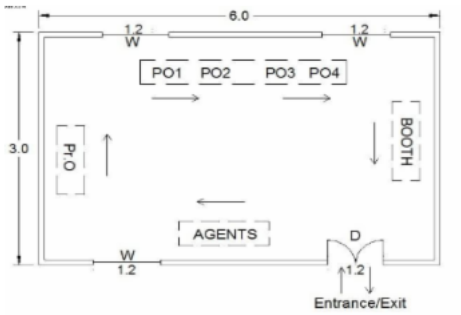 6.0
1.2 1.2
W W
PO1 PO2 PO3 PO4
3.0
Pr.O
BOOTH
AGENTS
W D
1.2 1.2
Entrance/Exit